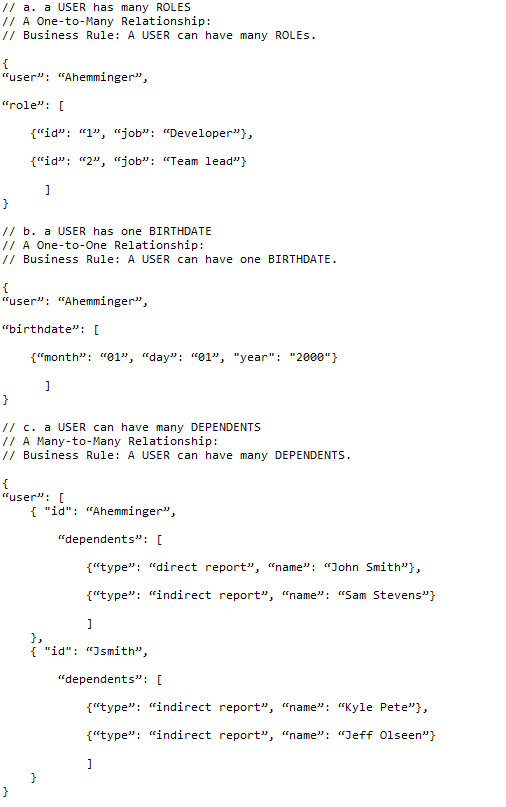 // a. a USER has many ROLES
// A One-to-Many Relationship:
// Business Rule: A USER can have many ROLEs.
{
“user”: “Ahemminger”,
“role”: [
{“id”: “1”, “job”: “Developer”},
{“id”: “2”, “job”: “Team lead”}
]
}
// b. a USER has one BIRTHDATE
// A One-to-One Relationship:
// Business Rule: A USER can have one BIRTHDATE.
{
“user”: “Ahemminger”,
“birthdate”: [
{“month”: “01”, “day”: “01”, "year": "2000"}
]
}
// c. a USER can have many DEPENDENTS
// A Many-to-Many Relationship:
// Business Rule: A USER can have many DEPENDENTS.
{
“user”: [
{ "id": “Ahemminger”,
“dependents”: [
{“type”: “direct report”, “name”: “John Smith”},
{“type”: “indirect report”, “name”: “Sam Stevens”}
]
},
{ "id": “Jsmith”,
“dependents”: [
{“type”: “indirect report”, “name”: “Kyle Pete”},
{“type”: “indirect report”, “name”: “Jeff Olseen”}
]
}
}